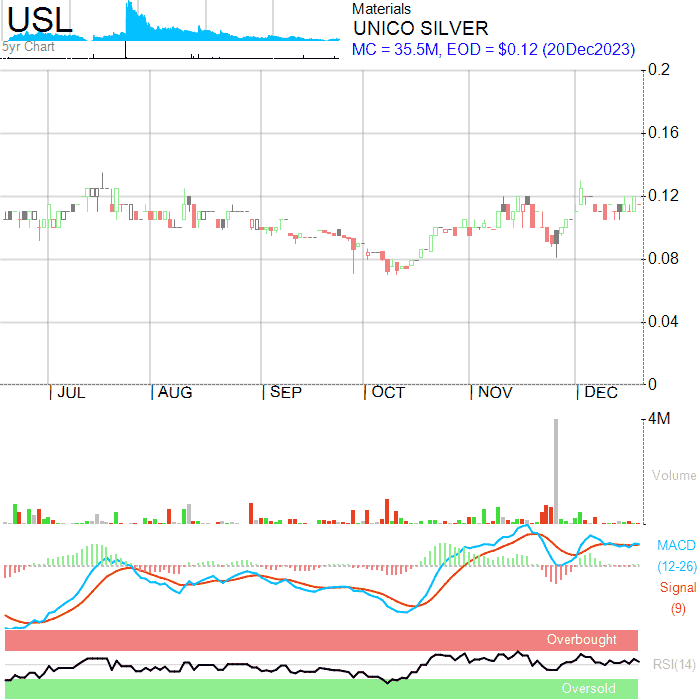 USL
5yr Chart
Materials
UNICO SILVER
MC = 35.5M, EOD = $0.12 (20Dec2023)
0.2
0.16
0.12
0.08
0.04
0
JUL AUG SEP OCT NOV DEC
4M
Volume
MACD
(12-26)
Signal
(9)
Overbought
RSI(14)
Oversold